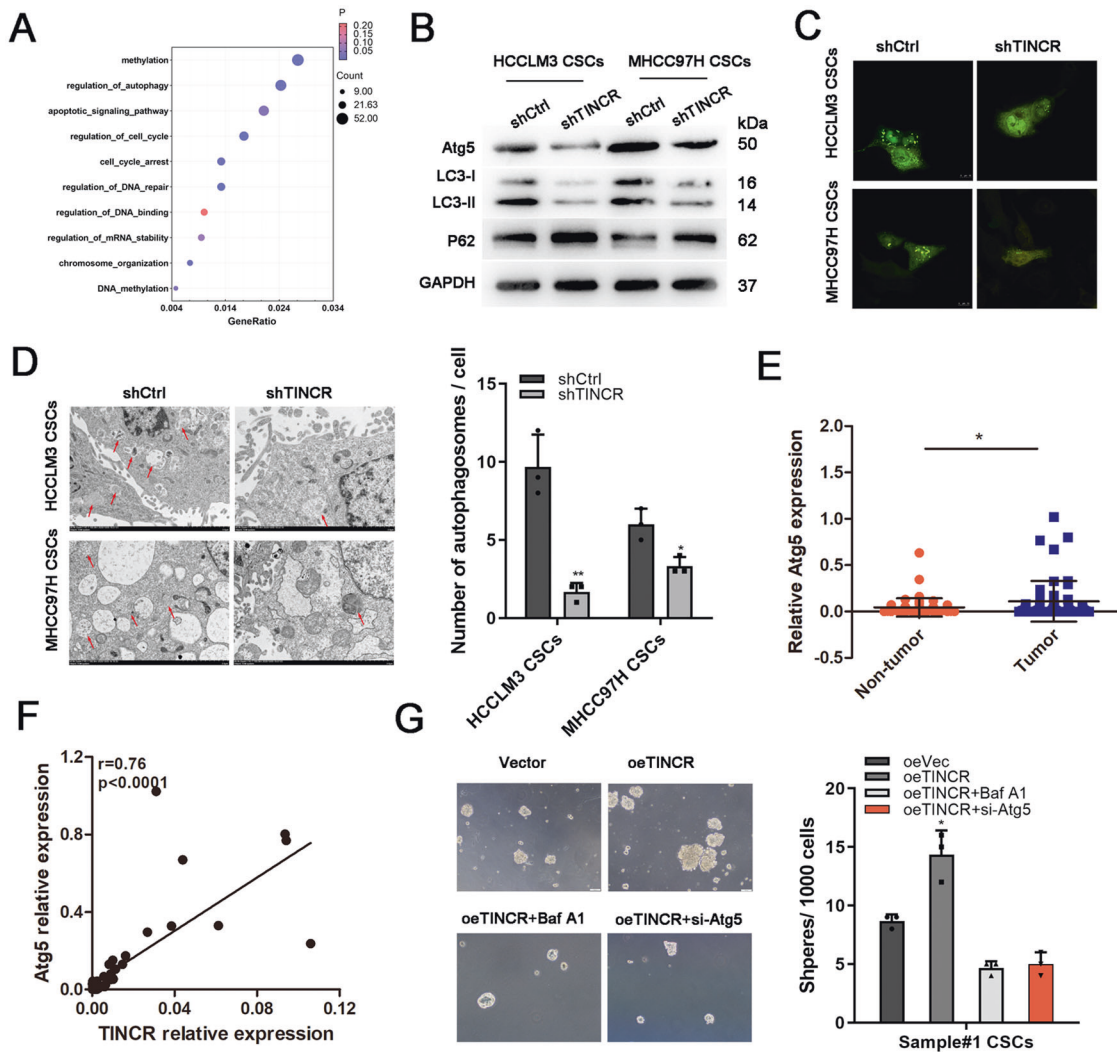 A
P
0.20
0.15
0.10
0.05
Count
9.00
21.63
52.00
methylation
regulation_of_autophagy
apoptotic_signaling_pathway
regulation_of_cell_cycle
cell_cycle_arrest
regulation_of_DNA_repair
regulation_of_DNA_binding
regulation_of_mRNA_stability
chromosome_organization
DNA_methylation
0.004 0.014 0.024 0.034
GeneRatio
B
HCCLM3 CSCs MHCC97H CSCs
shCtrl shTINCR shCtrl shTINCR
kDa
Atg5 50
LC3-I 16
LC3-II 14
P62 62
GAPDH 37
C
shCtrl shTINCR
HCCLM3 CSCs
MHCC97H CSCs
D
shCtrl shTINCR
HCCLM3 CSCs
MHCC97H CSCs
Number of autophagosomes / cell
15
10
5
0
shCtrl
shTINCR
**
*
HCCLM3 CSCs
MHCC97H CSCs
E
Relative Atg5 expression
2.0
1.5
1.0
0.5
0.0
-0.5
*
Non-tumor
Tumor
F
Atg5 relative expression
1.2
0.8
0.4
0.0
r=0.76
p<0.0001
0.00 0.04 0.08 0.12
TINCR relative expression
G
Vector oeTINCR
oeTINCR+Baf A1 oeTINCR+si-Atg5
oeVec
oeTINCR
oeTINCR+Baf A1
oeTINCR+si-Atg5
Shperes/ 1000 cells
20
15
10
5
0
*
Sample#1 CSCs